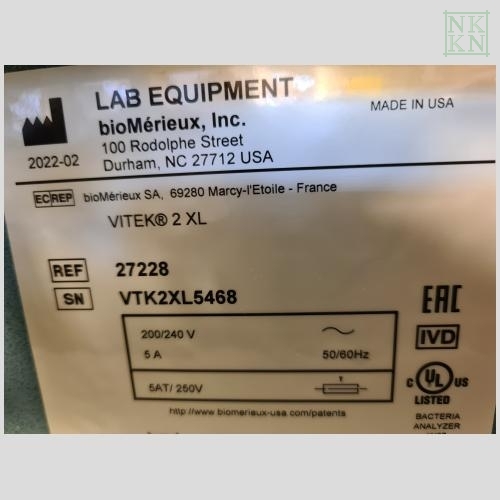 NK
KN
LAB EQUIPMENT
bioMérieux, Inc.
100 Rodolphe Street
Durham, NC 27712 USA
MADE IN USA
2022-02
EC REP bioMérieux SA, 69280 Marcy-l'Etoile - France
VITEK® 2 XL
REF 27228
SN VTK2XL5468
EAC
200/240 V
5 A 50/60Hz
IVD
5AT/ 250V T
C UL US
LISTED
http://www.biomerieux-usa.com/patents
BACTERIA
ANALYZER